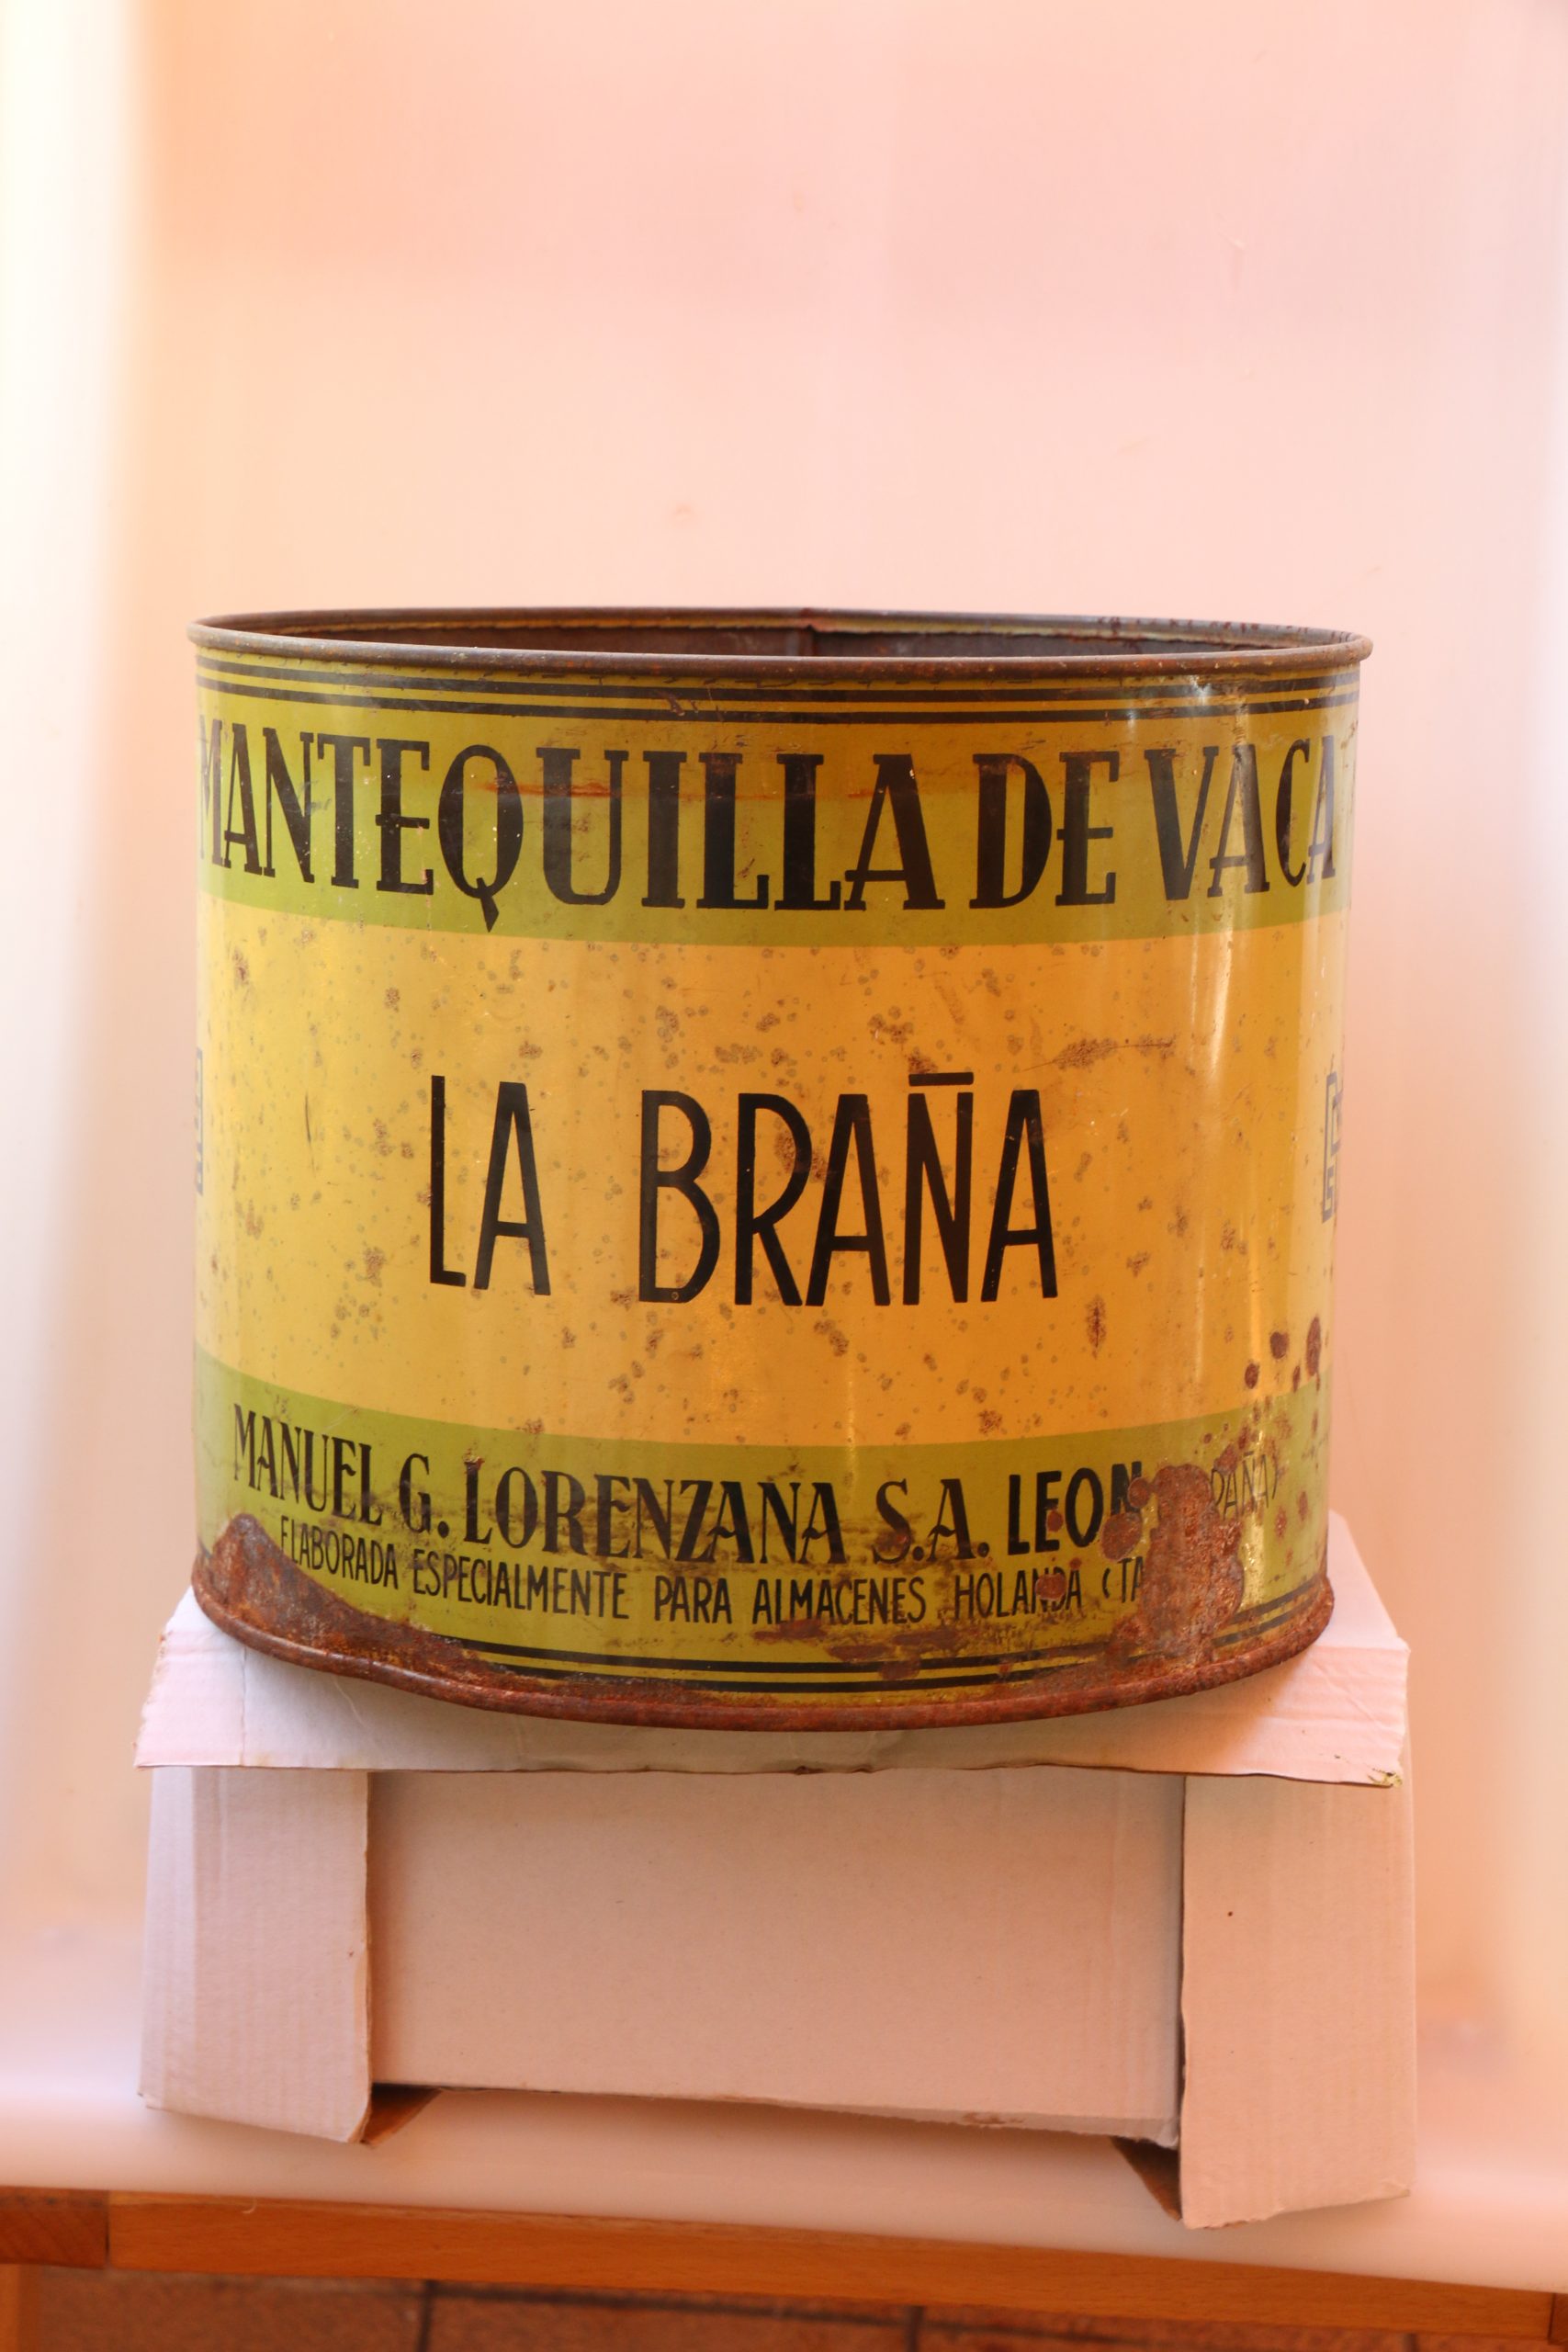 MANTEQUILLA DE VACA
LA BRAÑA
MANUEL G. LORENZANA S.A. LEON
ELABORADA ESPECIALMENTE PARA ALMACENES HOLANDA